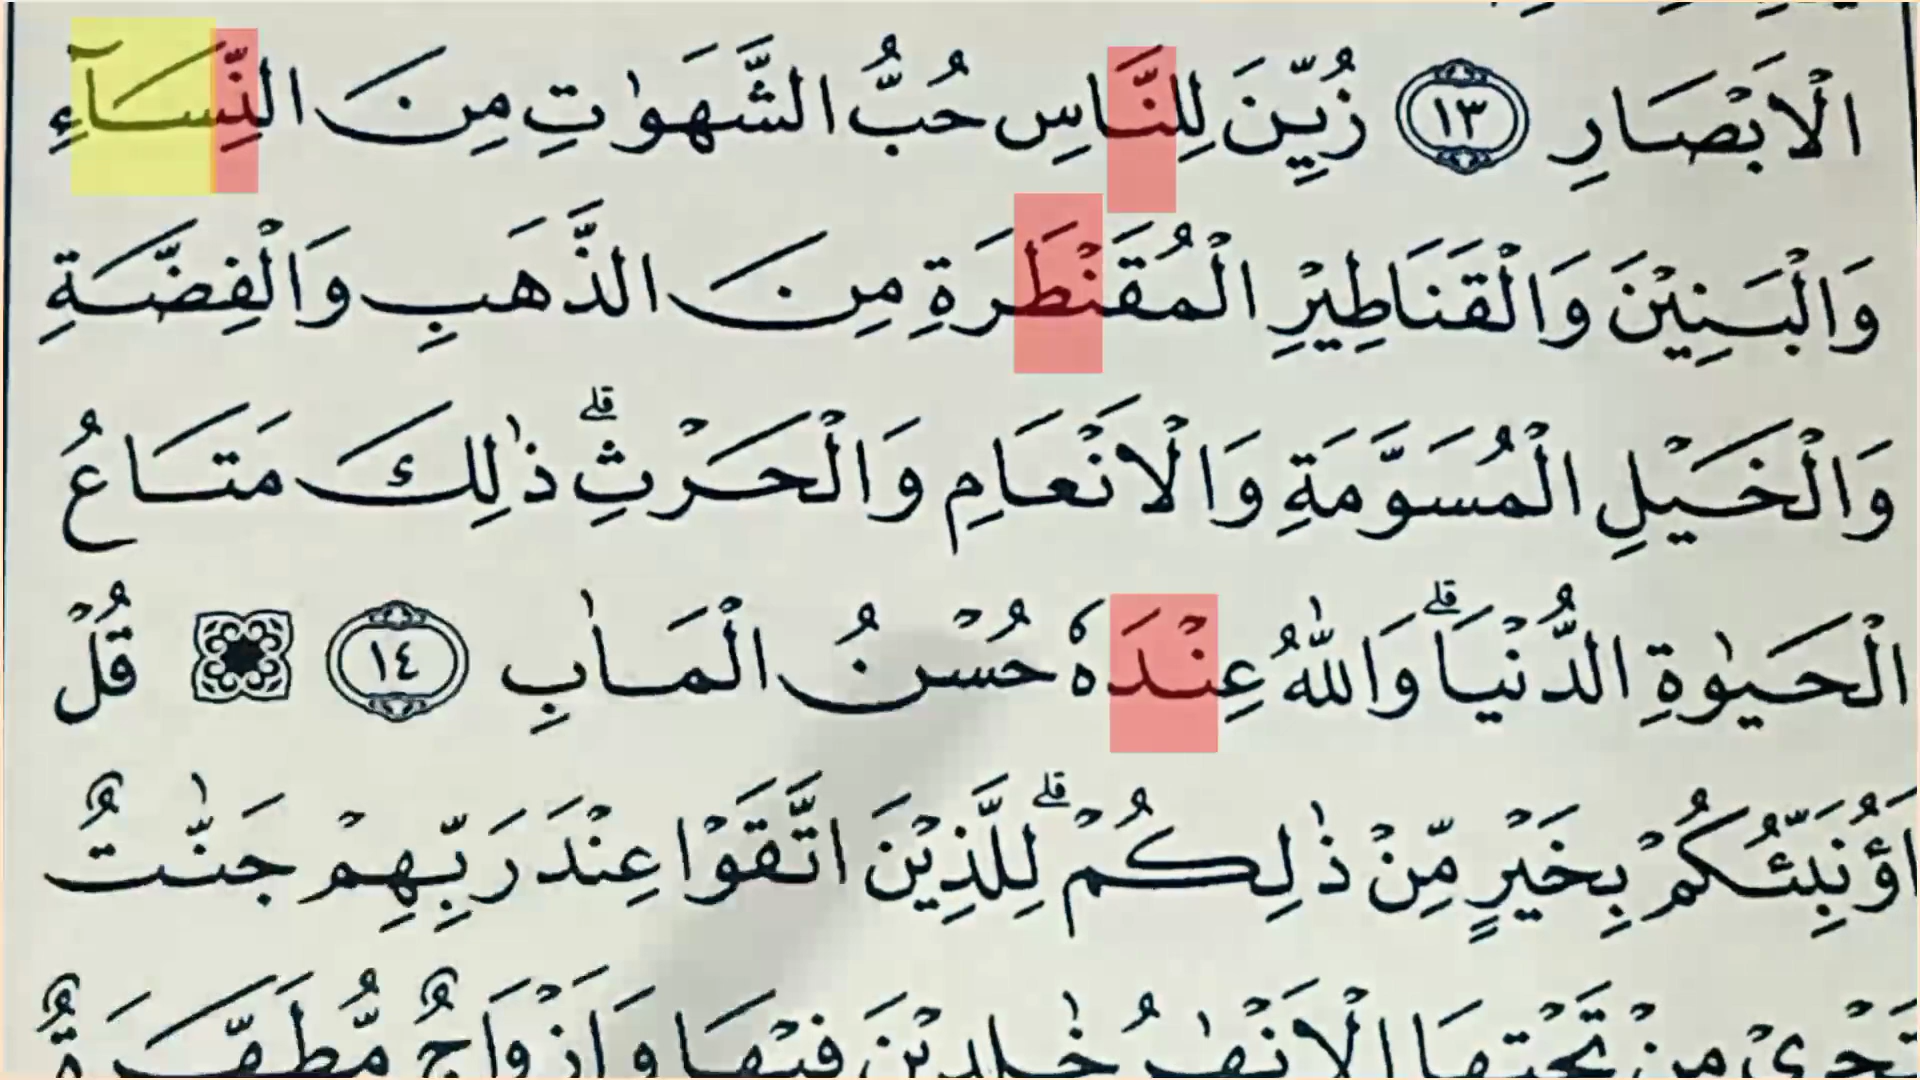 الْاَبْصَارِ ١٣ زُيِّنَ لِلنَّاسِ حُبُّ الشَّهَوٰتِ مِنَ النِّسَآءِ
وَالْبَنِيْنَ وَالْقَنَاطِيْرِ الْمُقَنْطَرَةِ مِنَ الذَّهَبِ وَالْفِضَّةِ
وَالْخَيْلِ الْمُسَوَّمَةِ وَالْاَنْعَامِ وَالْحَرْثِۗ ذٰلِكَ مَتَاعُ
الْحَيٰوةِ الدُّنْيَاۗ وَاللّٰهُ عِنْدَهٗ حُسْنُ الْمَاٰبِ ١٤ قُلْ
اَؤُنَبِّئُكُمْ بِخَيْرٍ مِّنْ ذٰلِكُمْۗ لِلَّذِيْنَ اتَّقَوْا عِنْدَ رَبِّهِمْ جَنّٰتٌ
تَجْرِيْ مِنْ تَحْتِهَا الْاَنْهٰرُ خٰلِدِيْنَ فِيْهَا وَاَزْوَاجٌ مُّطَهَّرَةٌ